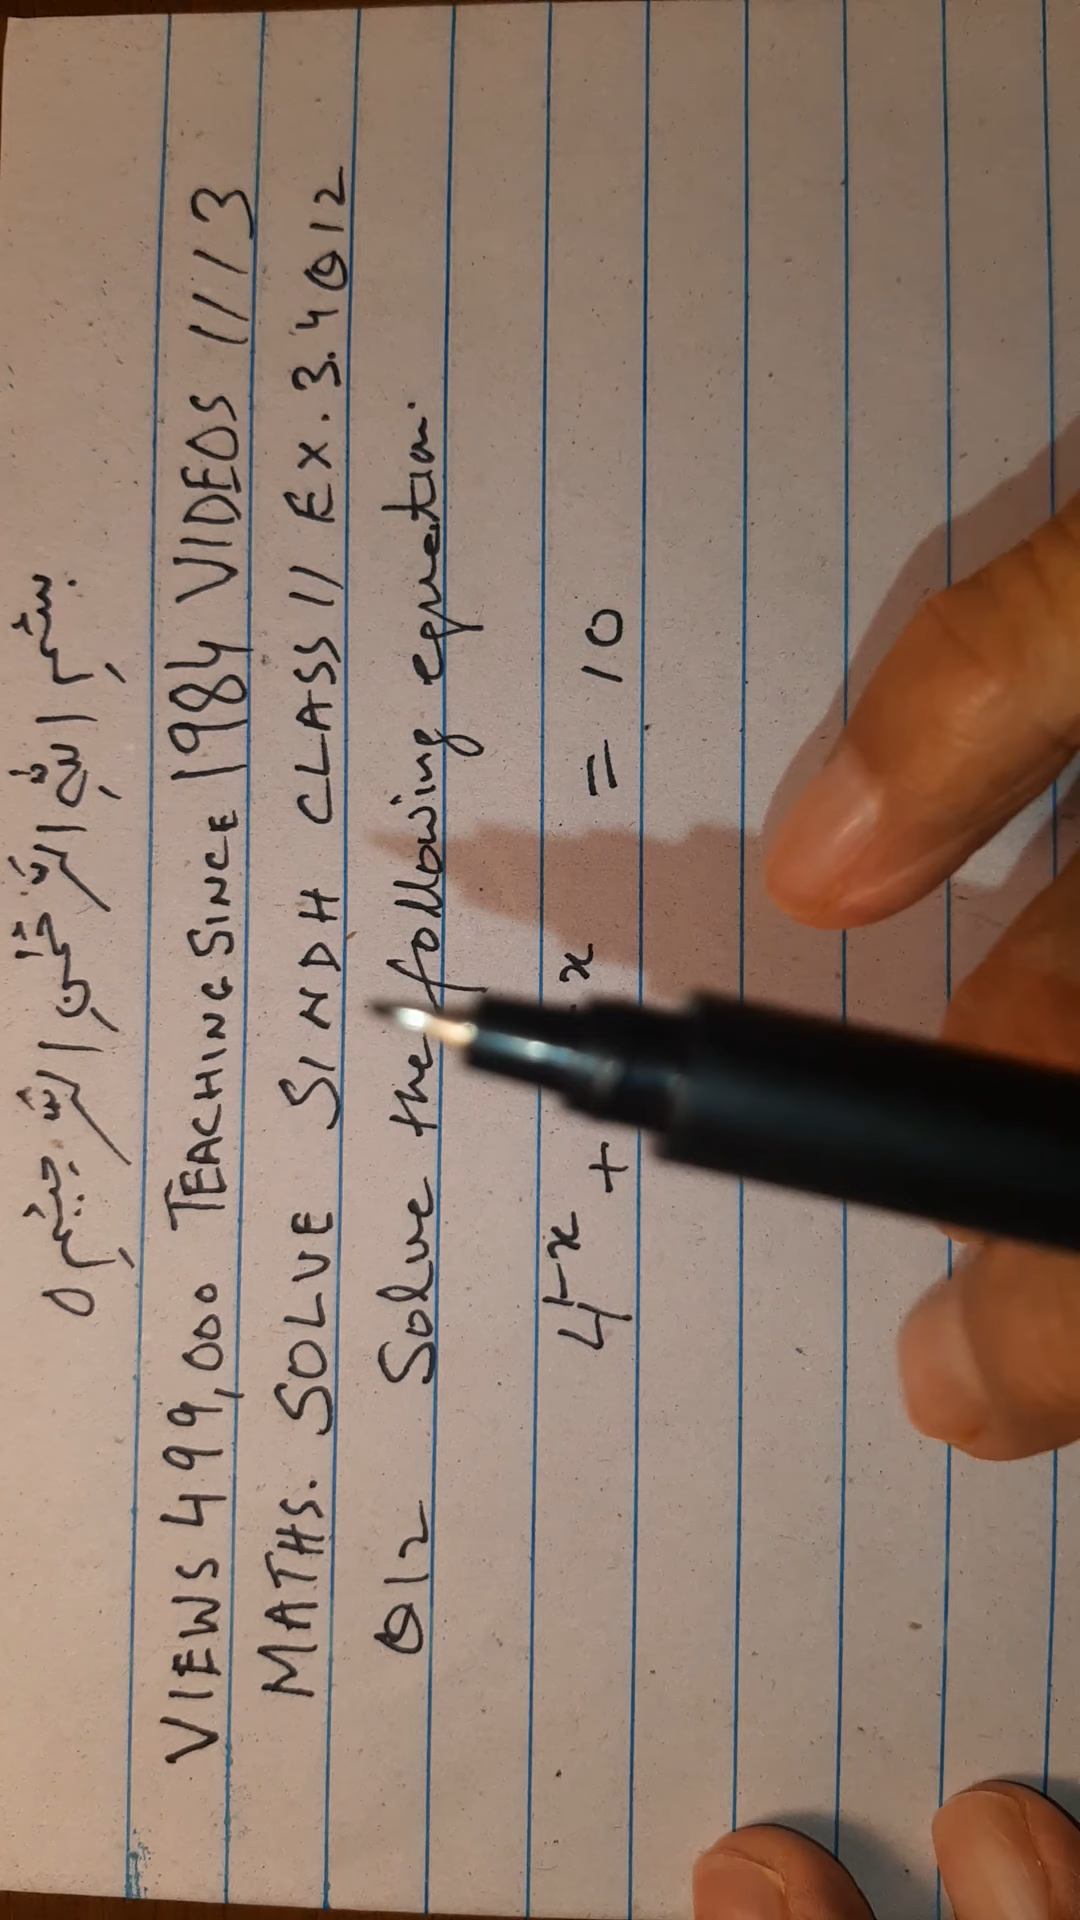 بِسْمِ اللّٰهِ الرَّحْمٰنِ الرَّحِيْمِ ٥
VIEWS 499,000 TEACHING SINCE 1984 VIDEOS 1113
MATHS. SOLVE SINDH CLASS 11 EX. 3.4 Q12
Q12 Solve the following equation.
4⁻ˣ + ˣ = 10